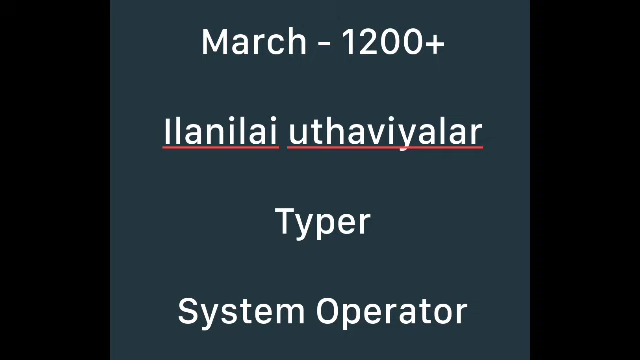 March - 1200+
Ilanilai uthaviyalar
Typer
System Operator